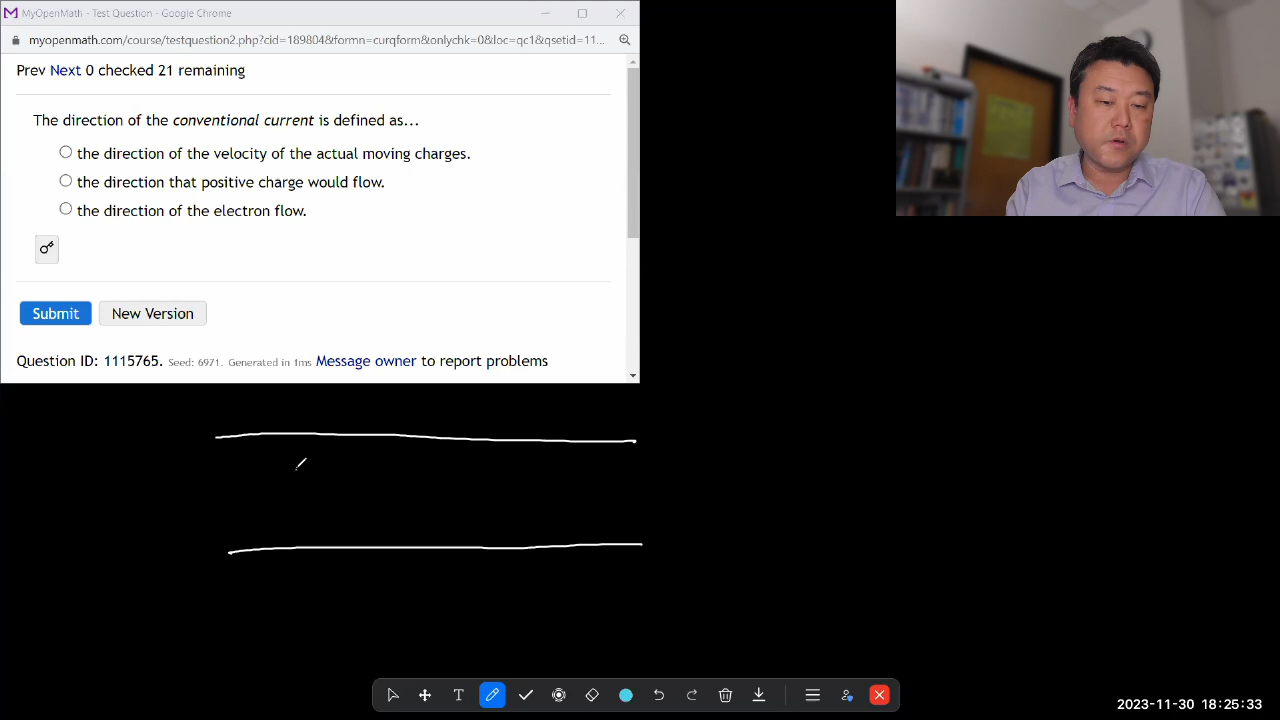 MyOpenMath - Test Question - Google Chrome
myopenmath.com/course/testquestion2.php?cid=189804&formn=curqform&onlychk=0&loc=qc1&qsetid=11...
Prev Next 0 checked 21 remaining
The direction of the conventional current is defined as...
the direction of the velocity of the actual moving charges.
the direction that positive charge would flow.
the direction of the electron flow.
Submit New Version
Question ID: 1115765. Seed: 6971. Generated in 1ms Message owner to report problems
T
2023-11-30 18:25:33